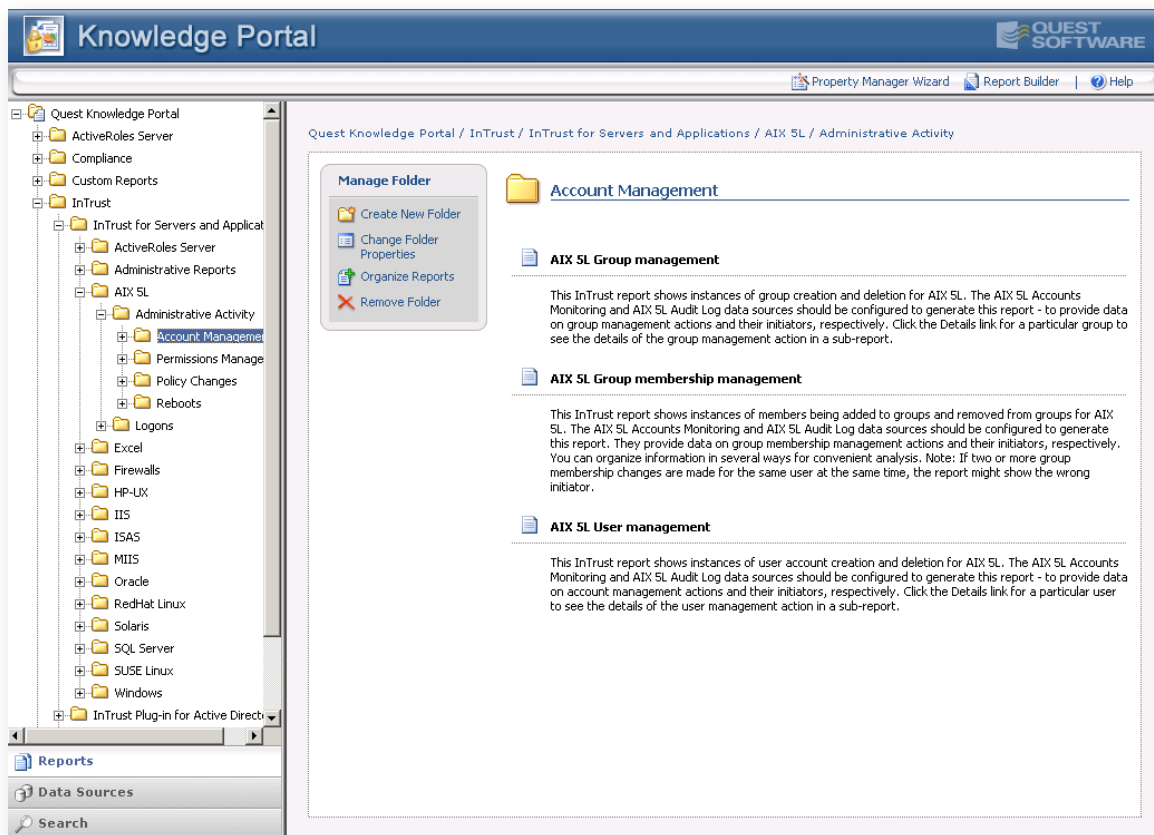 Knowledge Portal
QUEST
SOFTWARE
Property Manager Wizard Report Builder | Help
Quest Knowledge Portal
ActiveRoles Server
Compliance
Custom Reports
InTrust
InTrust for Servers and Applicat
ActiveRoles Server
Administrative Reports
AIX 5L
Administrative Activity
Account Managemer
Permissions Manage
Policy Changes
Reboots
Logons
Excel
Firewalls
HP-UX
IIS
ISAS
MIIS
Oracle
RedHat Linux
Solaris
SQL Server
SUSE Linux
Windows
InTrust Plug-in for Active Direct
Reports
Data Sources
Search
Quest Knowledge Portal / InTrust / InTrust for Servers and Applications / AIX 5L / Administrative Activity
Manage Folder
Create New Folder
Change Folder
Properties
Organize Reports
Remove Folder
Account Management
AIX 5L Group management
This InTrust report shows instances of group creation and deletion for AIX 5L. The AIX 5L Accounts
Monitoring and AIX 5L Audit Log data sources should be configured to generate this report - to provide data
on group management actions and their initiators, respectively. Click the Details link for a particular group to
see the details of the group management action in a sub-report.
AIX 5L Group membership management
This InTrust report shows instances of members being added to groups and removed from groups for AIX
5L. The AIX 5L Accounts Monitoring and AIX 5L Audit Log data sources should be configured to generate
this report. They provide data on group membership management actions and their initiators, respectively.
You can organize information in several ways for convenient analysis. Note: If two or more group
membership changes are made for the same user at the same time, the report might show the wrong
initiator.
AIX 5L User management
This InTrust report shows instances of user account creation and deletion for AIX 5L. The AIX 5L Accounts
Monitoring and AIX 5L Audit Log data sources should be configured to generate this report - to provide data
on account management actions and their initiators, respectively. Click the Details link for a particular user
to see the details of the user management action in a sub-report.